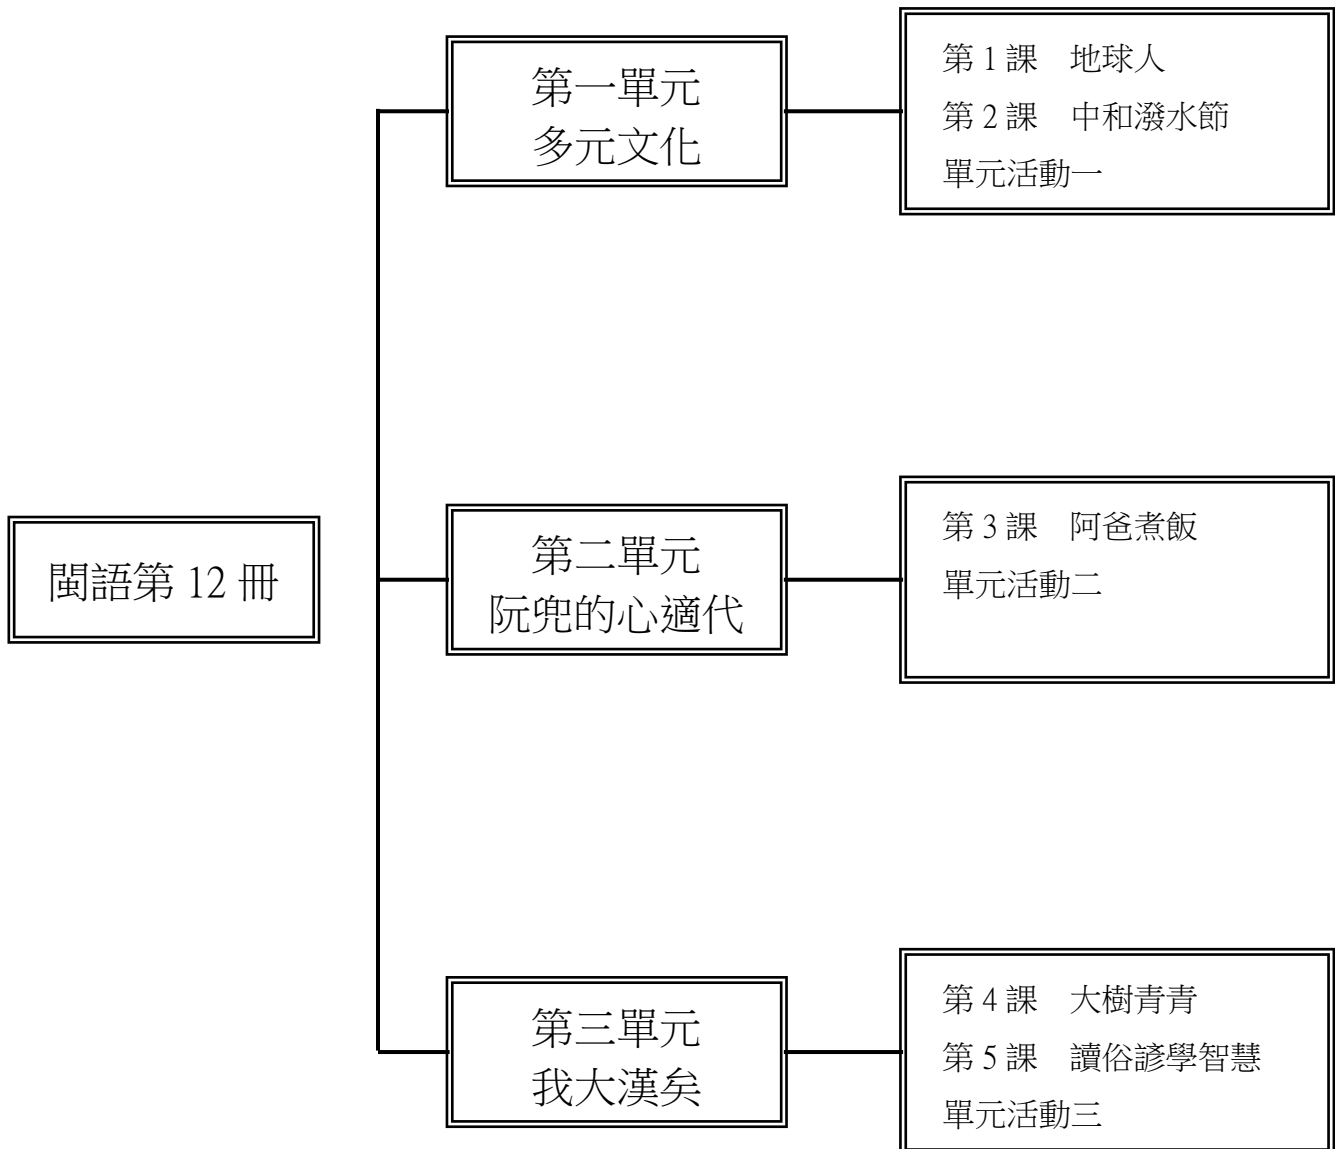 閩語第 12 冊
第一單元
多元文化
第 1 課　地球人
第 2 課　中和潑水節
單元活動一
第二單元
阮兜的心適代
第 3 課　阿爸煮飯
單元活動二
第三單元
我大漢矣
第 4 課　大樹青青
第 5 課　讀俗諺學智慧
單元活動三